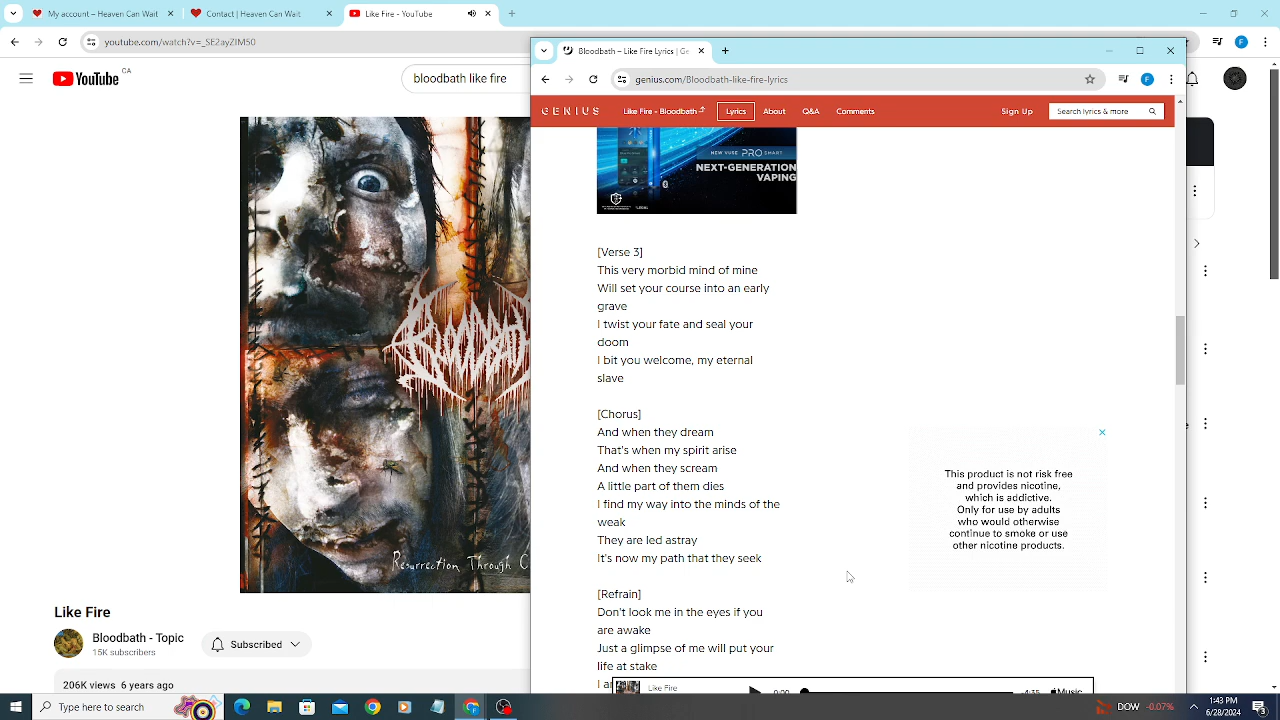 My account - Heaven Can Wait
Contact | Heaven Can Wait
Like Fire - YouTube
youtube.com/watch?v=_SE2ayZIM50
YouTube
CA
bloodbath like fire
Bloodbath – Like Fire Lyrics | Ge
genius.com/Bloodbath-like-fire-lyrics
F
F
GENIUS
Like Fire - Bloodbath
Lyrics
About
Q&A
Comments
Sign Up
Search lyrics & more
NEW VUSE PRO SMART
NEXT-GENERATION
VAPING
[Verse 3]
This very morbid mind of mine
Will set your course into an early
grave
I twist your fate and seal your
doom
I bit you welcome, my eternal
slave
[Chorus]
And when they dream
That's when my spirit arise
And when they scream
A little part of them dies
I find my way into the minds of the
weak
They are led astray
It's now my path that they seek
[Refrain]
Don't look me in the eyes if you
are awake
Just a glimpse of me will put your
life at stake
This product is not risk free
and provides nicotine,
which is addictive.
Only for use by adults
who would otherwise
continue to smoke or use
other nicotine products.
Like Fire
0:00
4:35
Music
Resurrection Through C
Like Fire
Bloodbath - Topic
15K subscribers
Subscribed
206K views 6 years ago
Type here to search
DOW -0.07%
1:43 PM
6/28/2024